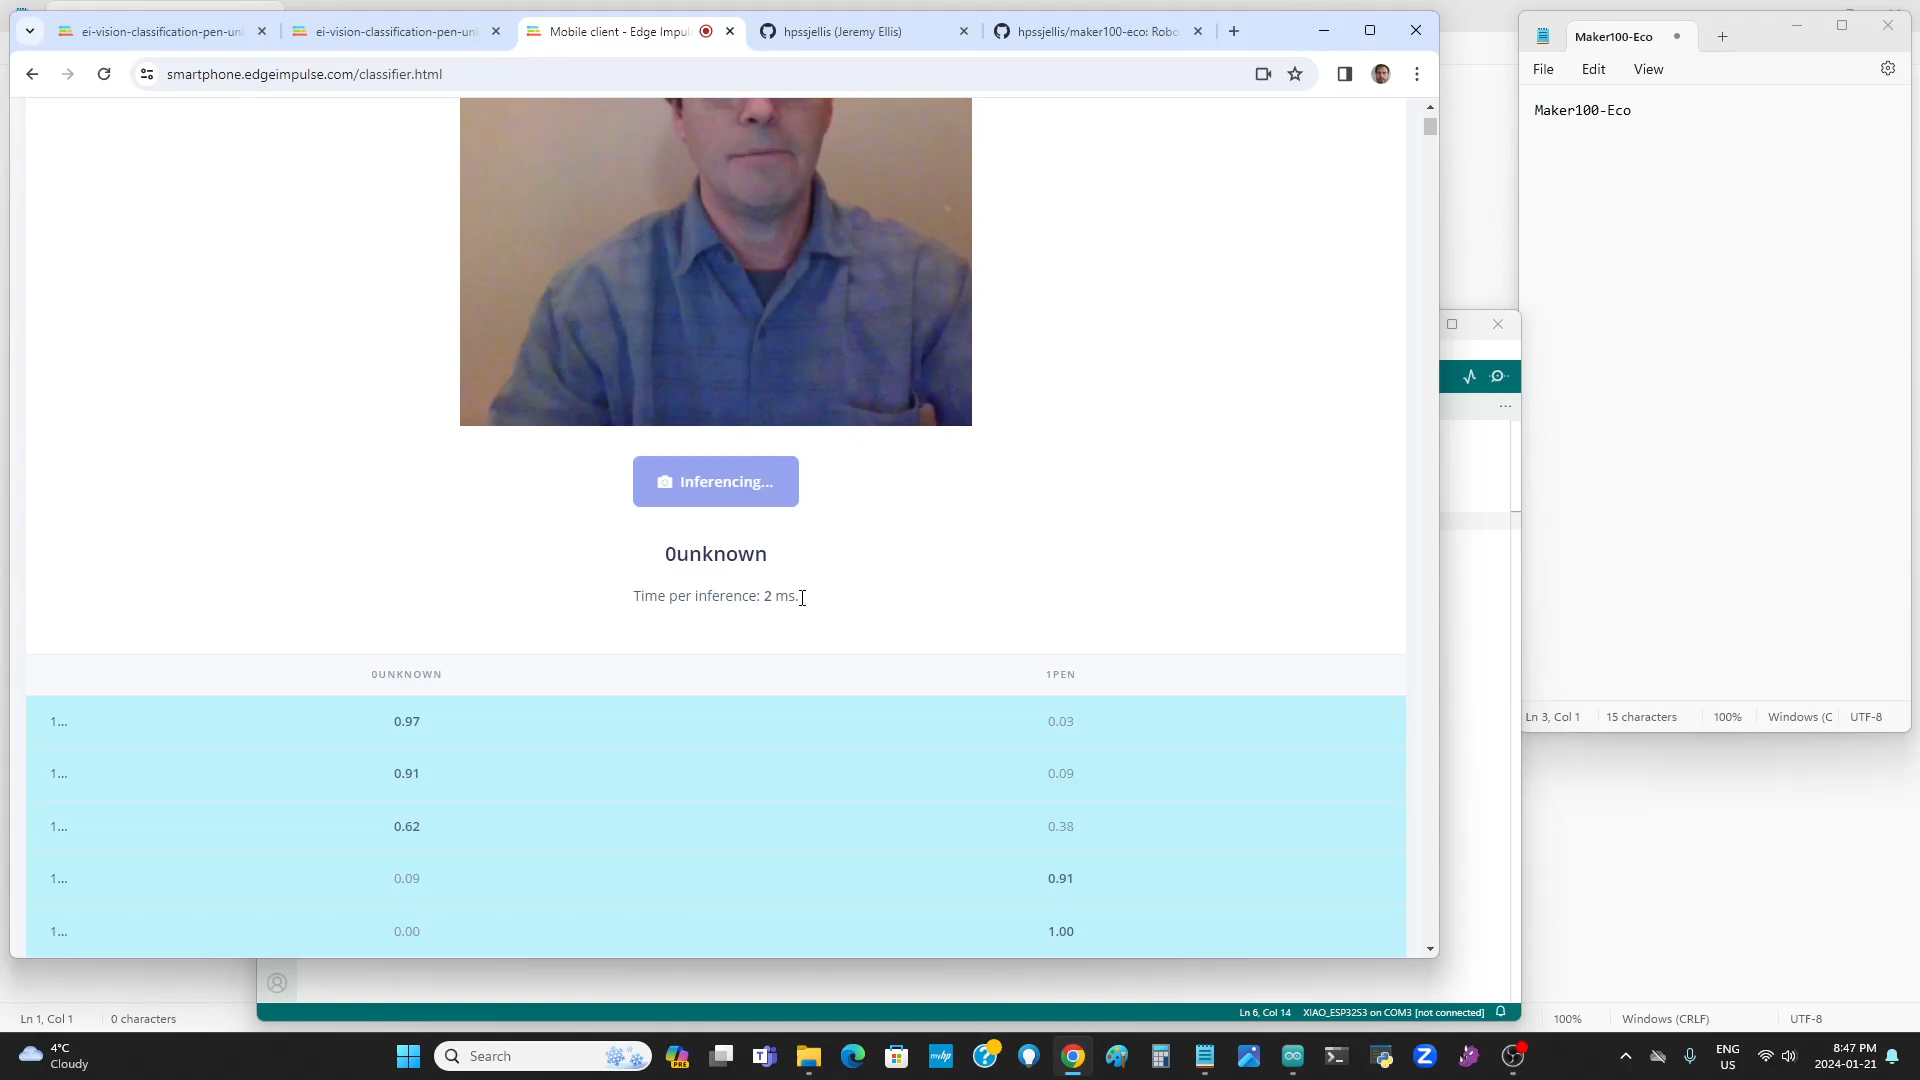 ei-vision-classification-pen-un
ei-vision-classification-pen-un
Mobile client - Edge Impul
hpssjellis (Jeremy Ellis)
hpssjellis/maker100-eco: Robo
smartphone.edgeimpulse.com/classifier.html
Maker100-Eco
File
Edit
View
Maker100-Eco
Inferencing...
0unknown
Time per inference: 2 ms.
0UNKNOWN
1PEN
1...
0.97
0.03
1...
0.91
0.09
1...
0.62
0.38
1...
0.09
0.91
1...
0.00
1.00
Ln 3, Col 1
15 characters
100%
Windows (C
UTF-8
Ln 6, Col 14
XIAO_ESP32S3 on COM3 [not connected]
Ln 1, Col 1
0 characters
100%
Windows (CRLF)
UTF-8
4°C
Cloudy
Search
PRE
myhp
ENG
US
8:47 PM
2024-01-21